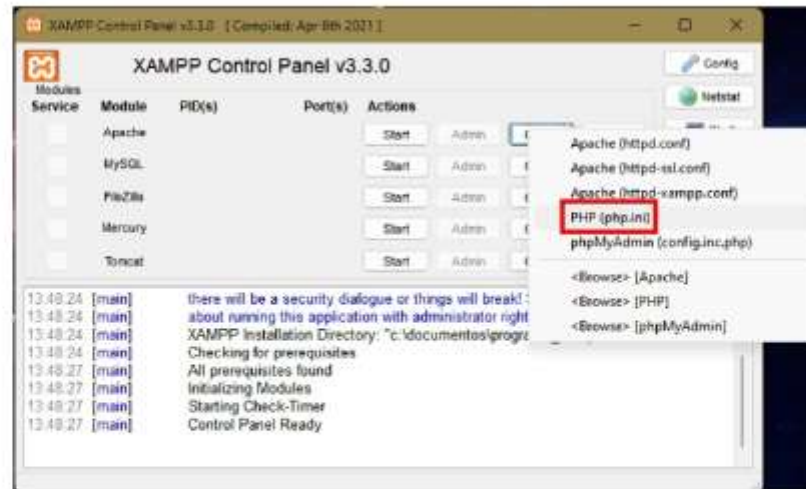 XAMPP Control Panel v3.3.0 [ Compiled: Apr 6th 2021 ]
XAMPP Control Panel v3.3.0
Config
Netstat
Modules
Service Module PID(s) Port(s) Actions
Apache Start Admin
MySQL Start Admin
FileZilla Start Admin
Mercury Start Admin
Tomcat Start Admin
Apache (httpd.conf)
Apache (httpd-ssl.conf)
Apache (httpd-xampp.conf)
PHP (php.ini)
phpMyAdmin (config.inc.php)
<Browse> [Apache]
<Browse> [PHP]
<Browse> [phpMyAdmin]
13:48:24 [main] there will be a security dialogue or things will break!
13:48:24 [main] about running this application with administrator right
13:48:24 [main] XAMPP Installation Directory: "c:\documentos\progra
13:48:24 [main] Checking for prerequisites
13:48:27 [main] All prerequisites found
13:48:27 [main] Initializing Modules
13:48:27 [main] Starting Check-Timer
13:48:27 [main] Control Panel Ready